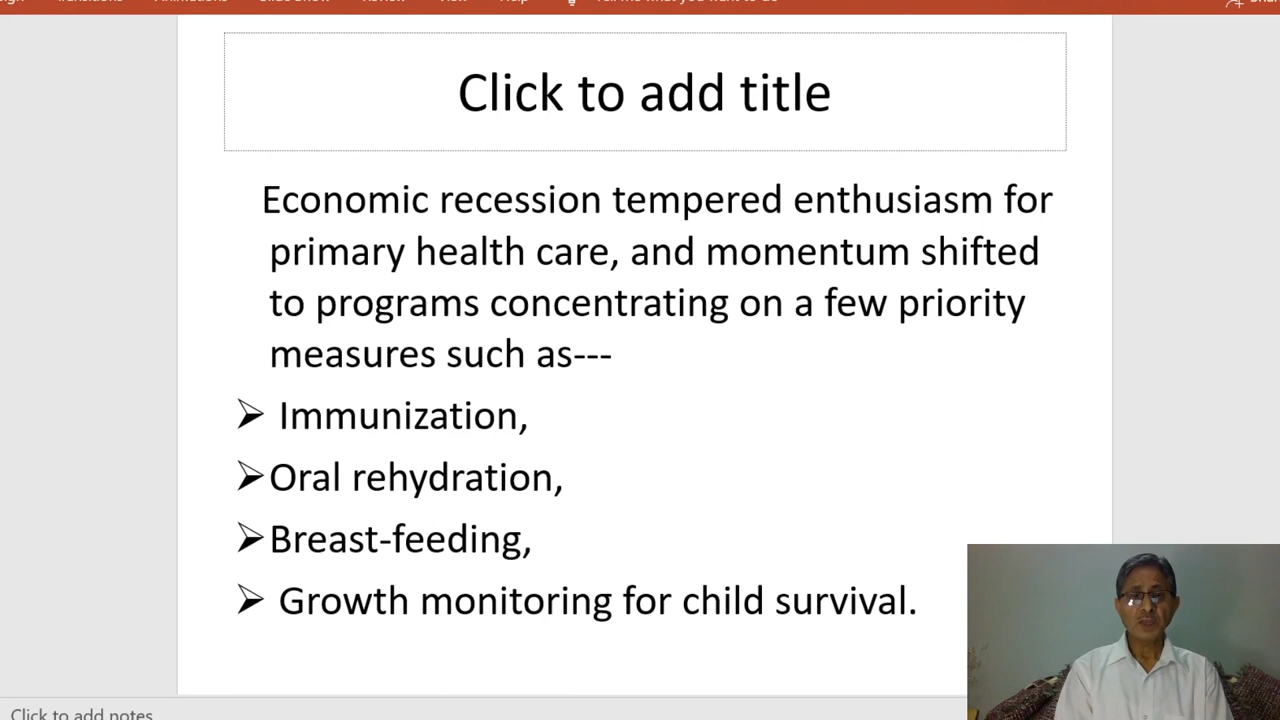 Click to add title
Economic recession tempered enthusiasm for
primary health care, and momentum shifted
to programs concentrating on a few priority
measures such as---
➢ Immunization,
➢ Oral rehydration,
➢ Breast-feeding,
➢ Growth monitoring for child survival.
Click to add notes